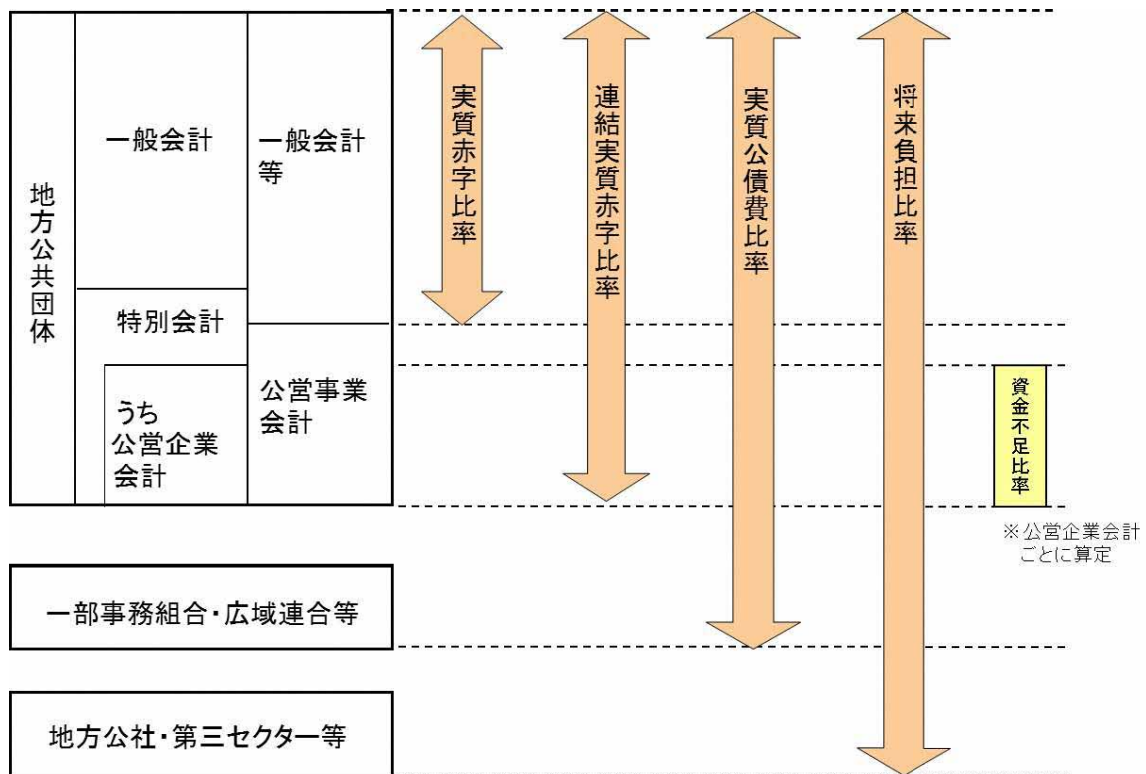 地方公共団体
一般会計
一般会計
等
特別会計
うち
公営企業
会計
公営事業
会計
実質赤字比率
連結実質赤字比率
実質公債費比率
将来負担比率
資金不足比率
※公営企業会計
ごとに算定
一部事務組合・広域連合等
地方公社・第三セクター等